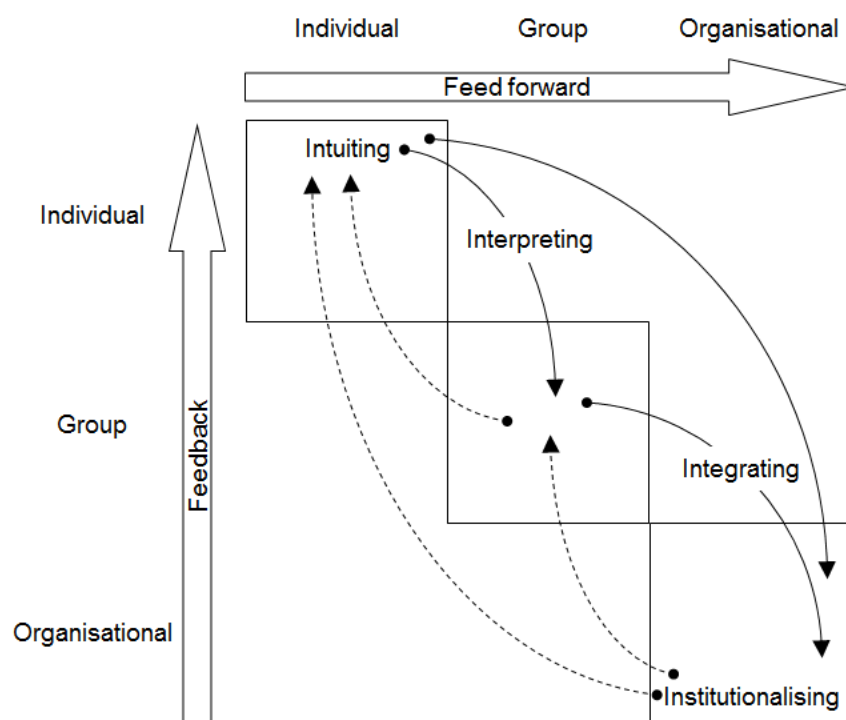 Individual
Group
Organisational
Feed forward
Intuiting
Individual
Interpreting
Group
Feedback
Integrating
Organisational
Institutionalising